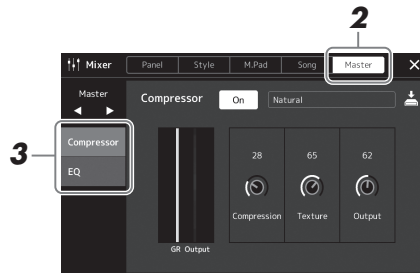 2
Mixer Panel Style M.Pad Song Master ×
Master
Compressor On Natural
3
Compressor
EQ
28 65 62
Compression Texture Output
GR Output